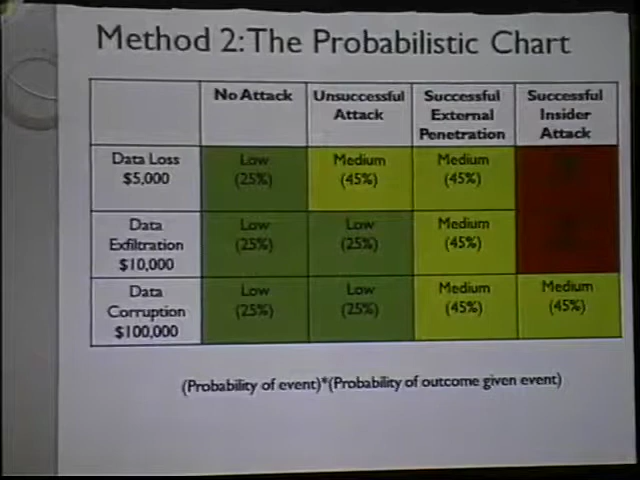 Method 2: The Probabilistic Chart
No Attack
Unsuccessful
Attack
Successful
External
Penetration
Successful
Insider
Attack
Data Loss
$5,000
Low
(25%)
Medium
(45%)
Medium
(45%)
Data
Exfiltration
$10,000
Low
(25%)
Low
(25%)
Medium
(45%)
Data
Corruption
$100,000
Low
(25%)
Low
(25%)
Medium
(45%)
Medium
(45%)
(Probability of event)*(Probability of outcome given event)